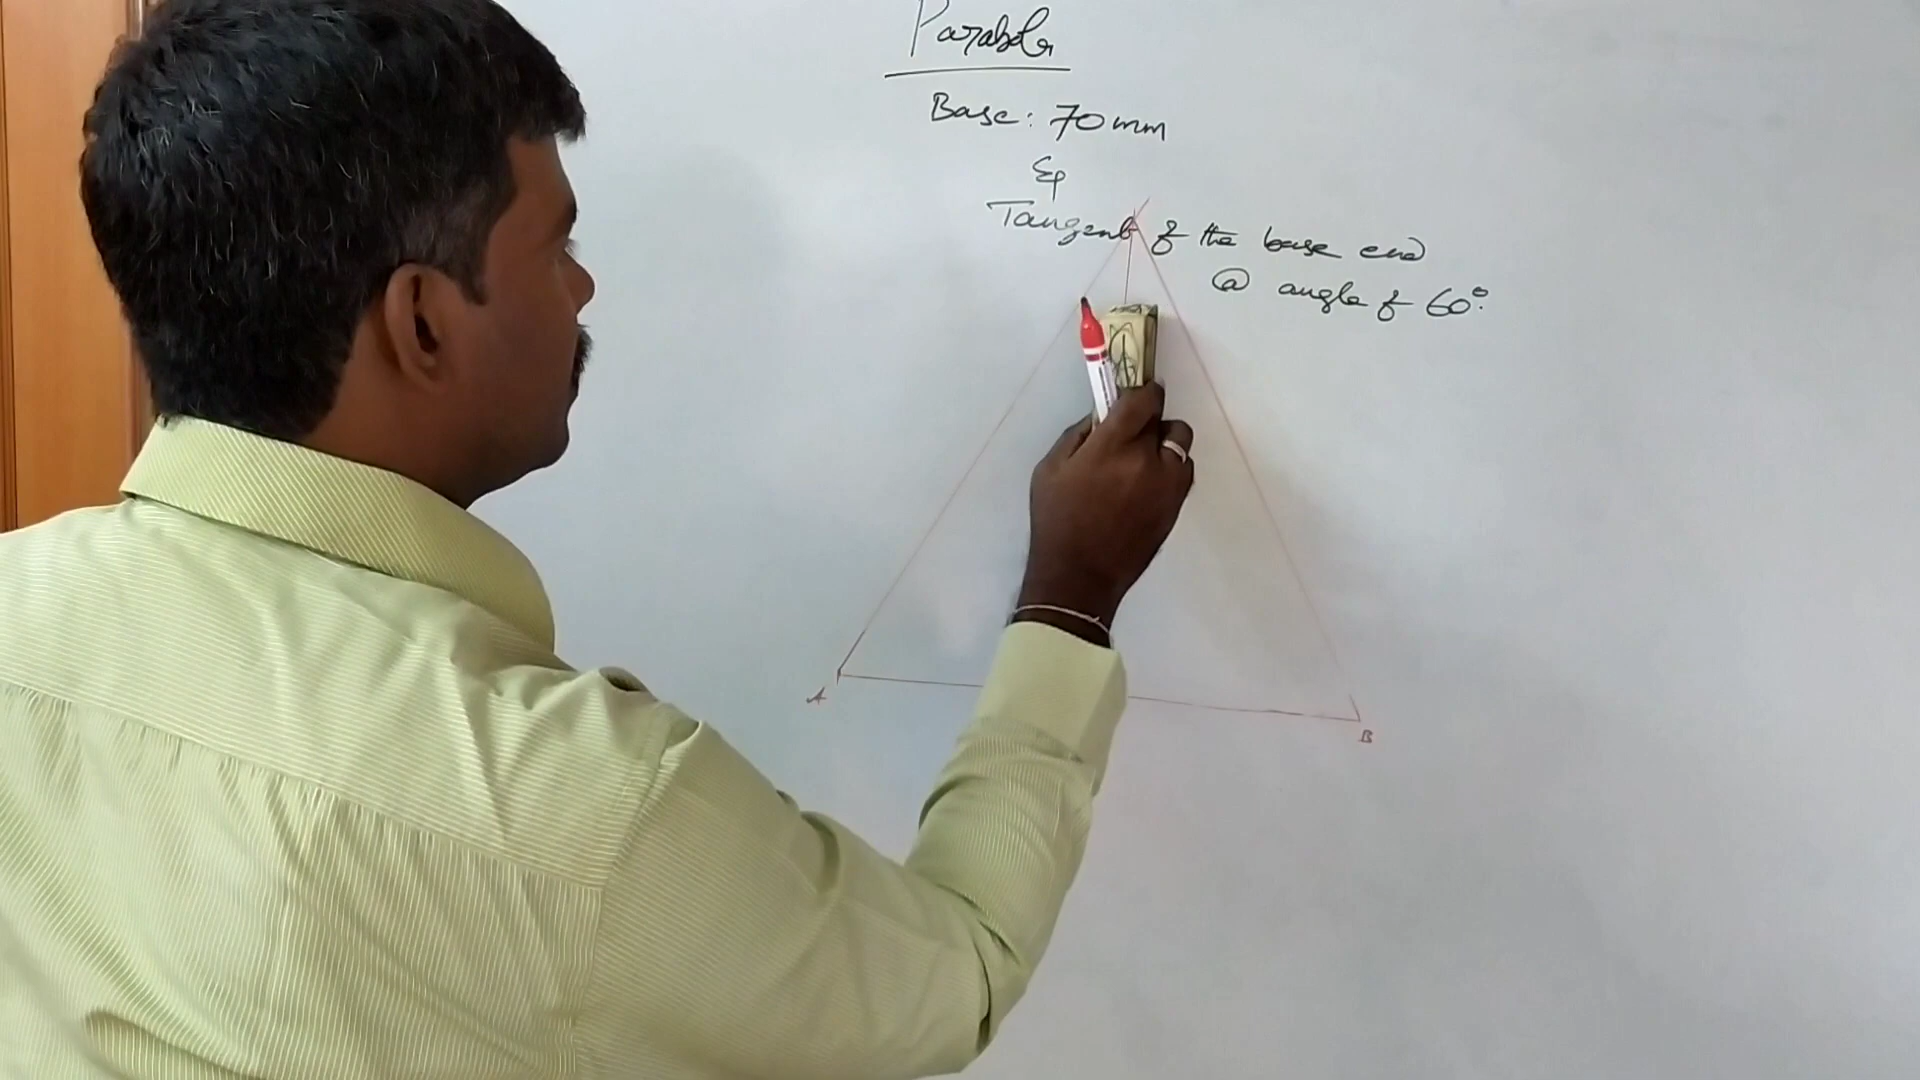 Parabola
Base: 70mm
&
Tangent of the base end
@ angle of 60°.
A
B